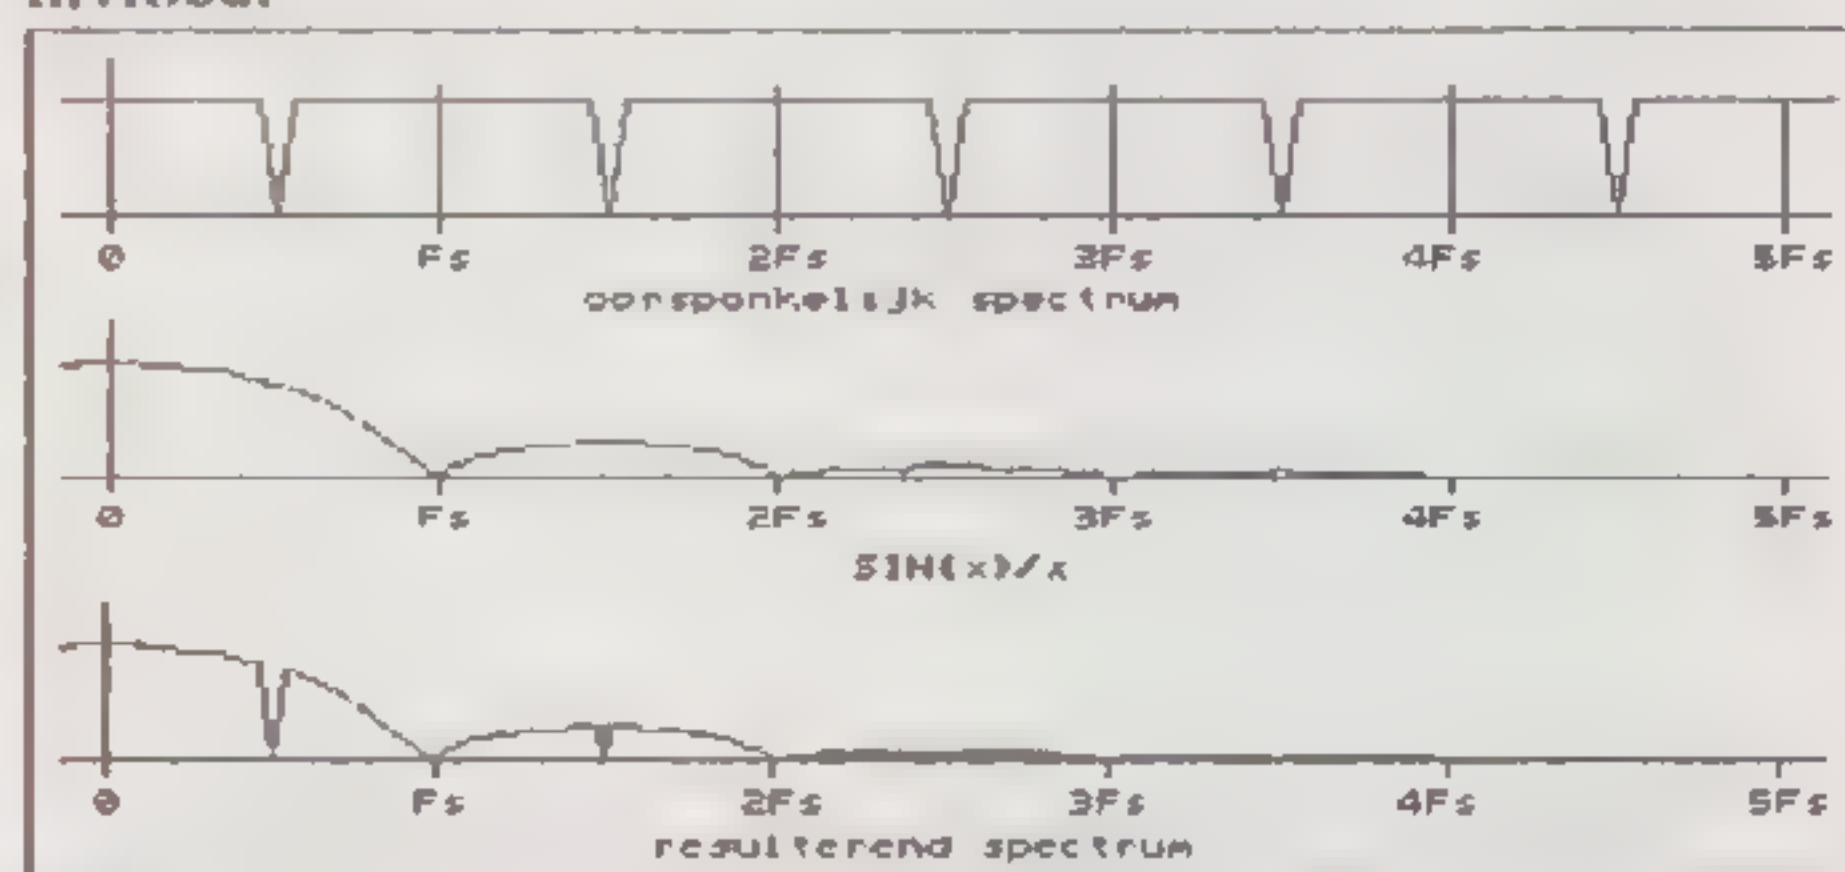 0 Fs 2Fs 3Fs 4Fs 5Fs
oorsponkelijk spectrum
0 Fs 2Fs 3Fs 4Fs 5Fs
SIN(x)/x
0 Fs 2Fs 3Fs 4Fs 5Fs
resulterend spectrum